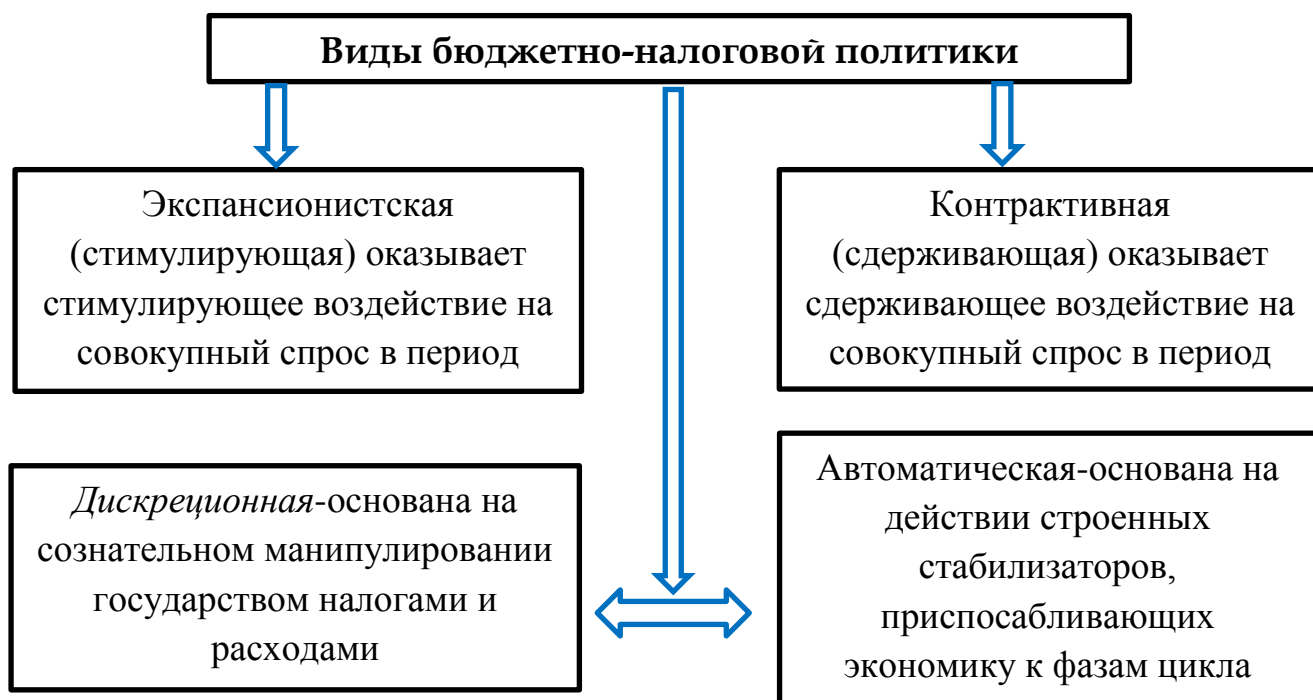 Виды бюджетно-налоговой политики
Экспансионистская
(стимулирующая) оказывает
стимулирующее воздействие на
совокупный спрос в период
Контрактивная
(сдерживающая) оказывает
сдерживающее воздействие на
совокупный спрос в период
Дискреционная-основана на
сознательном манипулировании
государством налогами и
расходами
Автоматическая-основана на
действии строенных
стабилизаторов,
приспосабливающих
экономику к фазам цикла